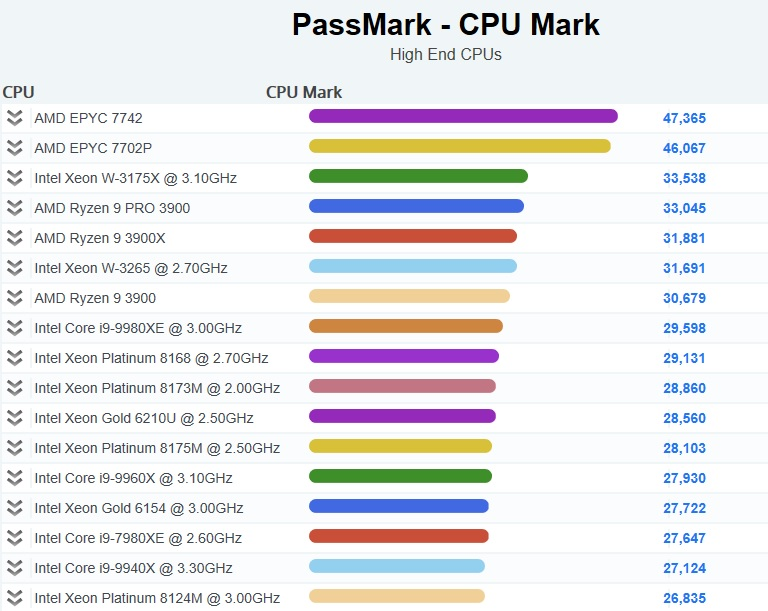 PassMark - CPU Mark
High End CPUs
CPU CPU Mark
AMD EPYC 7742 47,365
AMD EPYC 7702P 46,067
Intel Xeon W-3175X @ 3.10GHz 33,538
AMD Ryzen 9 PRO 3900 33,045
AMD Ryzen 9 3900X 31,881
Intel Xeon W-3265 @ 2.70GHz 31,691
AMD Ryzen 9 3900 30,679
Intel Core i9-9980XE @ 3.00GHz 29,598
Intel Xeon Platinum 8168 @ 2.70GHz 29,131
Intel Xeon Platinum 8173M @ 2.00GHz 28,860
Intel Xeon Gold 6210U @ 2.50GHz 28,560
Intel Xeon Platinum 8175M @ 2.50GHz 28,103
Intel Core i9-9960X @ 3.10GHz 27,930
Intel Xeon Gold 6154 @ 3.00GHz 27,722
Intel Core i9-7980XE @ 2.60GHz 27,647
Intel Core i9-9940X @ 3.30GHz 27,124
Intel Xeon Platinum 8124M @ 3.00GHz 26,835